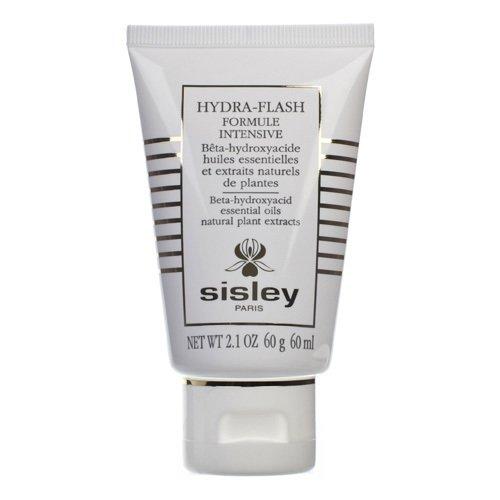 HYDRA-FLASH
FORMULE
INTENSIVE
Bêta-hydroxyacide
huiles essentielles
et extraits naturels
de plantes
Beta-hydroxyacid
essential oils
natural plant extracts
sisley
PARIS
NET WT 2.1 OZ 60 g 60 ml